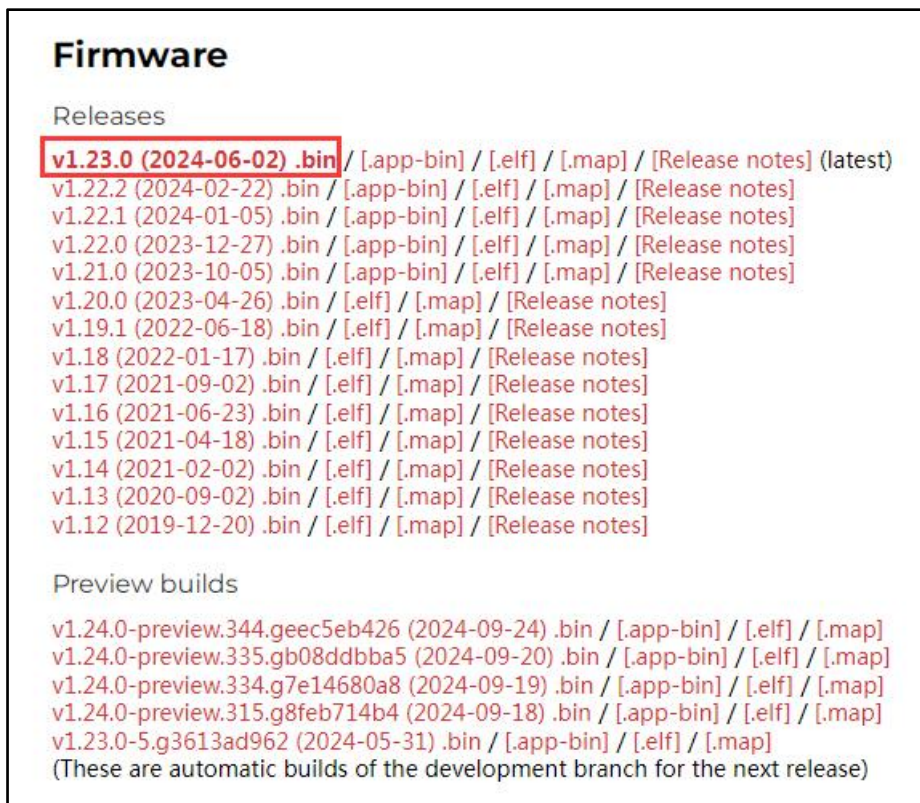 Firmware
Releases
v1.23.0 (2024-06-02) .bin / [.app-bin] / [.elf] / [.map] / [Release notes] (latest)
v1.22.2 (2024-02-22) .bin / [.app-bin] / [.elf] / [.map] / [Release notes]
v1.22.1 (2024-01-05) .bin / [.app-bin] / [.elf] / [.map] / [Release notes]
v1.22.0 (2023-12-27) .bin / [.app-bin] / [.elf] / [.map] / [Release notes]
v1.21.0 (2023-10-05) .bin / [.app-bin] / [.elf] / [.map] / [Release notes]
v1.20.0 (2023-04-26) .bin / [.elf] / [.map] / [Release notes]
v1.19.1 (2022-06-18) .bin / [.elf] / [.map] / [Release notes]
v1.18 (2022-01-17) .bin / [.elf] / [.map] / [Release notes]
v1.17 (2021-09-02) .bin / [.elf] / [.map] / [Release notes]
v1.16 (2021-06-23) .bin / [.elf] / [.map] / [Release notes]
v1.15 (2021-04-18) .bin / [.elf] / [.map] / [Release notes]
v1.14 (2021-02-02) .bin / [.elf] / [.map] / [Release notes]
v1.13 (2020-09-02) .bin / [.elf] / [.map] / [Release notes]
v1.12 (2019-12-20) .bin / [.elf] / [.map] / [Release notes]
Preview builds
v1.24.0-preview.344.geec5eb426 (2024-09-24) .bin / [.app-bin] / [.elf] / [.map]
v1.24.0-preview.335.gb08ddbba5 (2024-09-20) .bin / [.app-bin] / [.elf] / [.map]
v1.24.0-preview.334.g7e14680a8 (2024-09-19) .bin / [.app-bin] / [.elf] / [.map]
v1.24.0-preview.315.g8feb714b4 (2024-09-18) .bin / [.app-bin] / [.elf] / [.map]
v1.23.0-5.g3613ad962 (2024-05-31) .bin / [.app-bin] / [.elf] / [.map]
(These are automatic builds of the development branch for the next release)